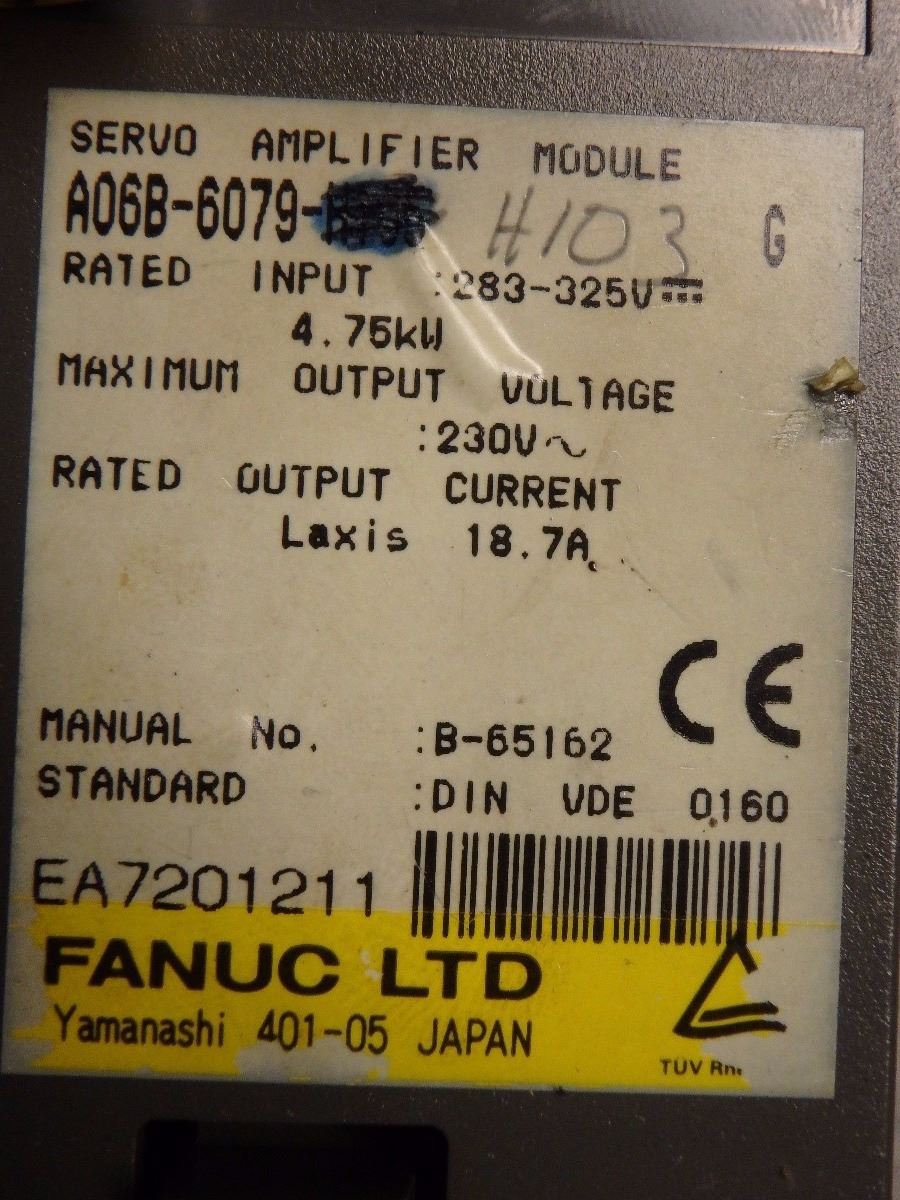 SERVO AMPLIFIER MODULE
A06B-6079- H103 G
RATED INPUT :283-325V⎓
4.75kW
MAXIMUM OUTPUT VOLTAGE
:230V~
RATED OUTPUT CURRENT
Laxis 18.7A
CE
MANUAL No. :B-65162
STANDARD :DIN VDE 0160
EA7201211
FANUC LTD
Yamanashi 401-05 JAPAN
TÜV